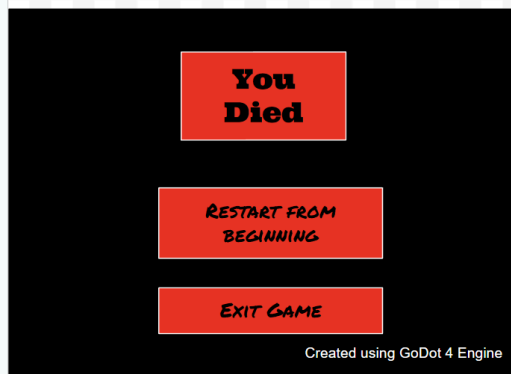 You
Died
Restart from
beginning
Exit Game
Created using GoDot 4 Engine